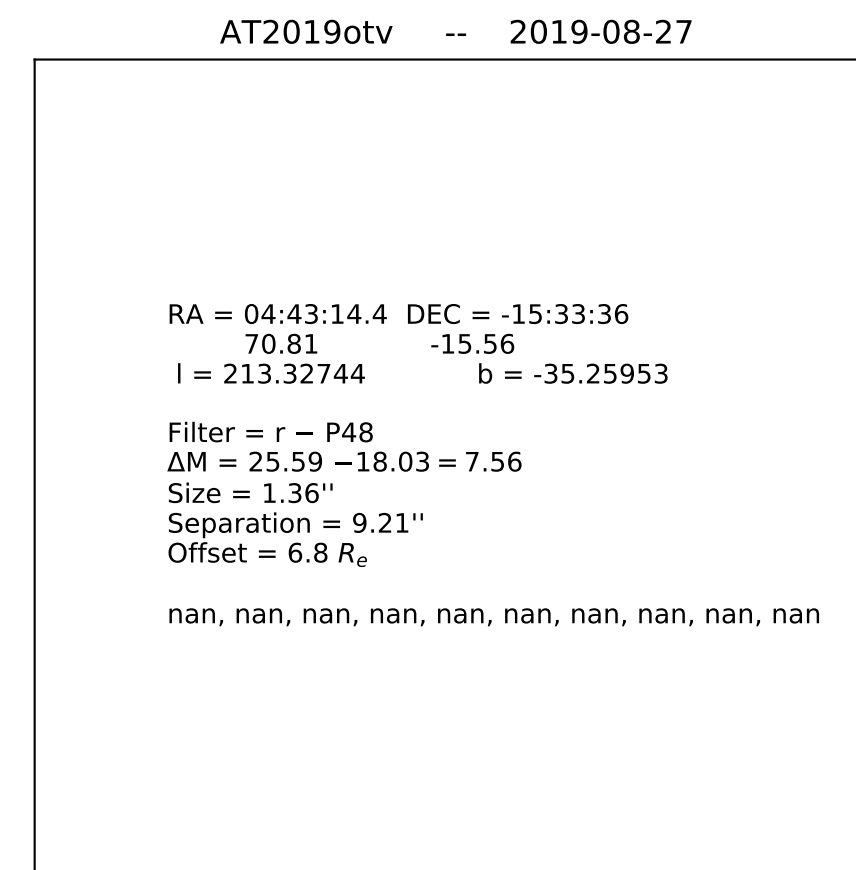 AT2019otv -- 2019-08-27
RA = 04:43:14.4 DEC = -15:33:36
70.81 -15.56
l = 213.32744 b = -35.25953
Filter = r − P48
ΔM = 25.59 −18.03 = 7.56
Size = 1.36''
Separation = 9.21''
Offset = 6.8 Re
nan, nan, nan, nan, nan, nan, nan, nan, nan, nan